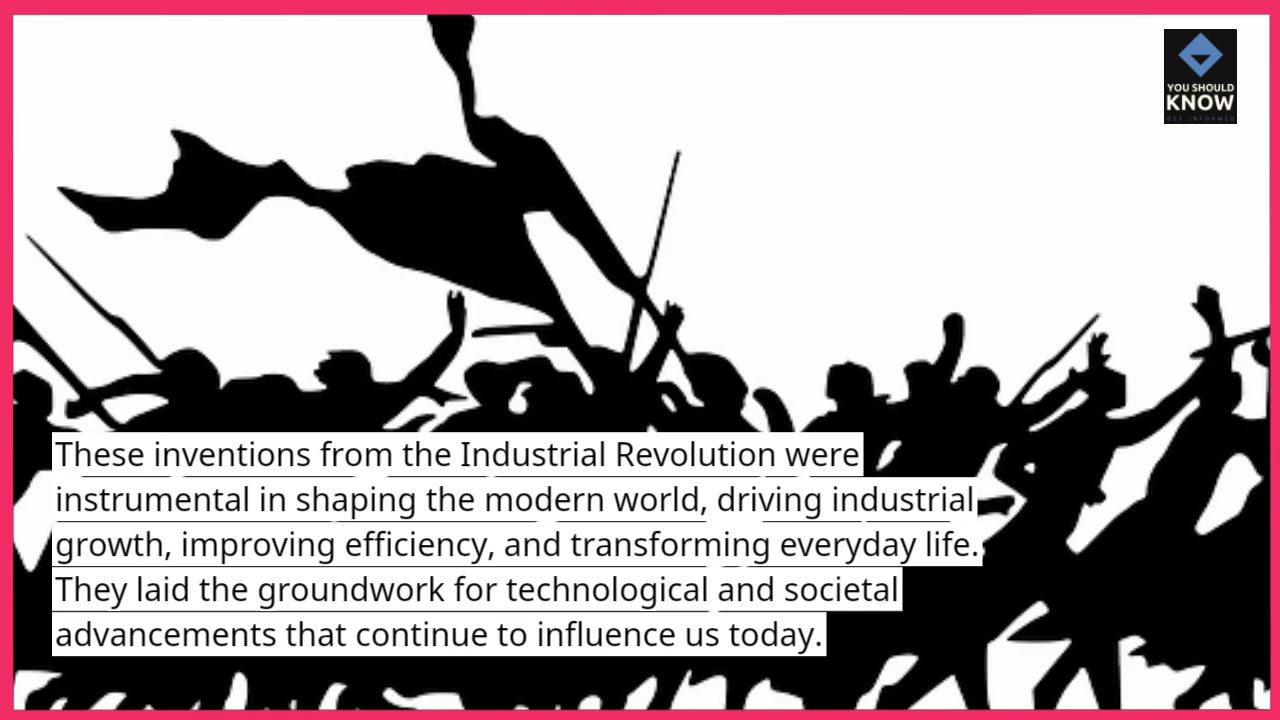 YOU SHOULD
KNOW
GET INFORMED
These inventions from the Industrial Revolution were
instrumental in shaping the modern world, driving industrial
growth, improving efficiency, and transforming everyday life.
They laid the groundwork for technological and societal
advancements that continue to influence us today.